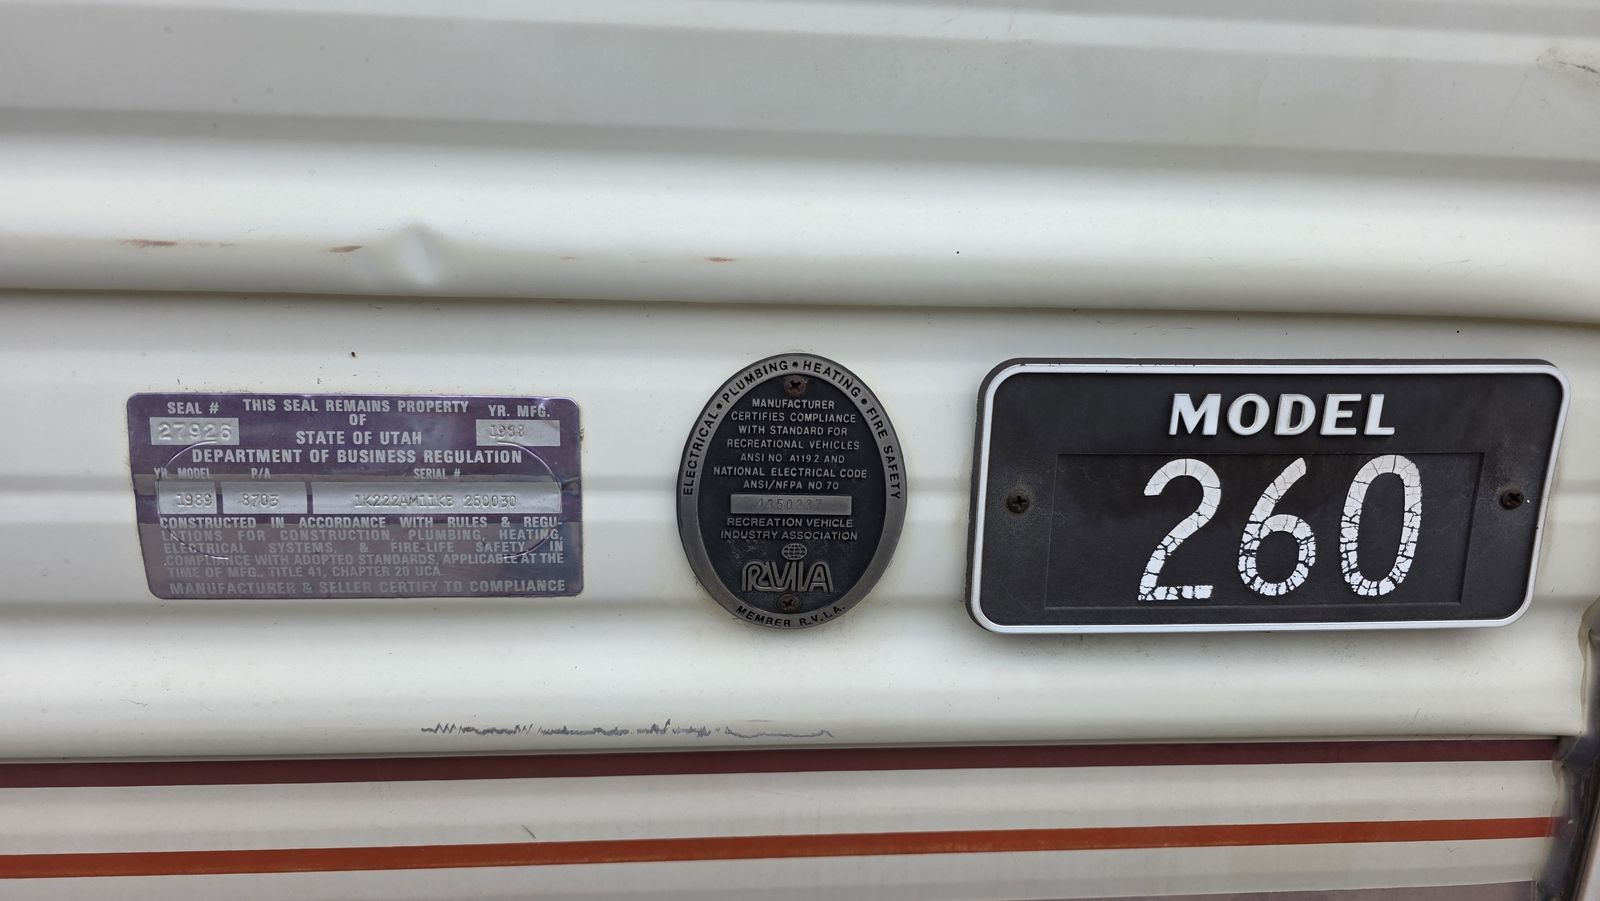 SEAL # THIS SEAL REMAINS PROPERTY YR. MFG.
27926 OF 1988
STATE OF UTAH
DEPARTMENT OF BUSINESS REGULATION
YR. MODEL P/A SERIAL #
1989 8703 1K222AM11KB 260030
CONSTRUCTED IN ACCORDANCE WITH RULES & REGU-
LATIONS FOR CONSTRUCTION, PLUMBING, HEATING,
ELECTRICAL SYSTEMS, & FIRE-LIFE SAFETY IN
COMPLIANCE WITH ADOPTED STANDARDS, APPLICABLE AT THE
TIME OF MFG., TITLE 41, CHAPTER 20 UCA.
MANUFACTURER & SELLER CERTIFY TO COMPLIANCE
ELECTRICAL • PLUMBING • HEATING • FIRE SAFETY
MANUFACTURER
CERTIFIES COMPLIANCE
WITH STANDARD FOR
RECREATIONAL VEHICLES
ANSI NO. A119.2 AND
NATIONAL ELECTRICAL CODE
ANSI/NFPA NO 70
RECREATION VEHICLE
INDUSTRY ASSOCIATION
RVIA
MEMBER R.V.I.A.
MODEL
260